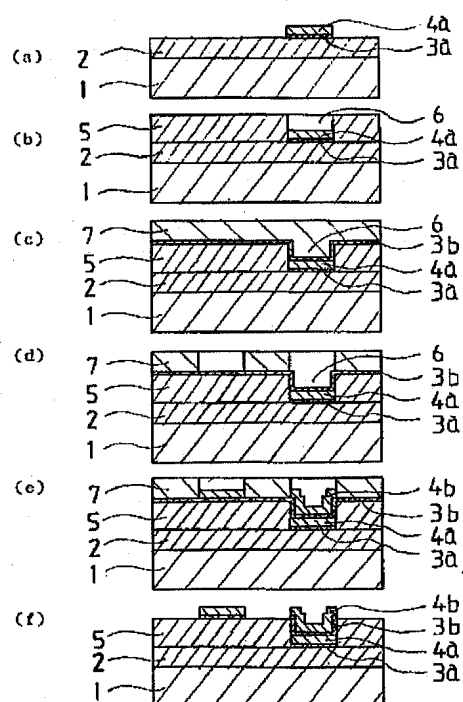 (a) 2 1 4a 3a
(b) 5 2 1 6 4a 3a
(c) 7 5 2 1 6 3b 4a 3a
(d) 7 5 2 1 6 3b 4a 3a
(e) 7 5 2 1 4b 3b 4a 3a
(f) 5 2 1 4b 3b 4a 3a